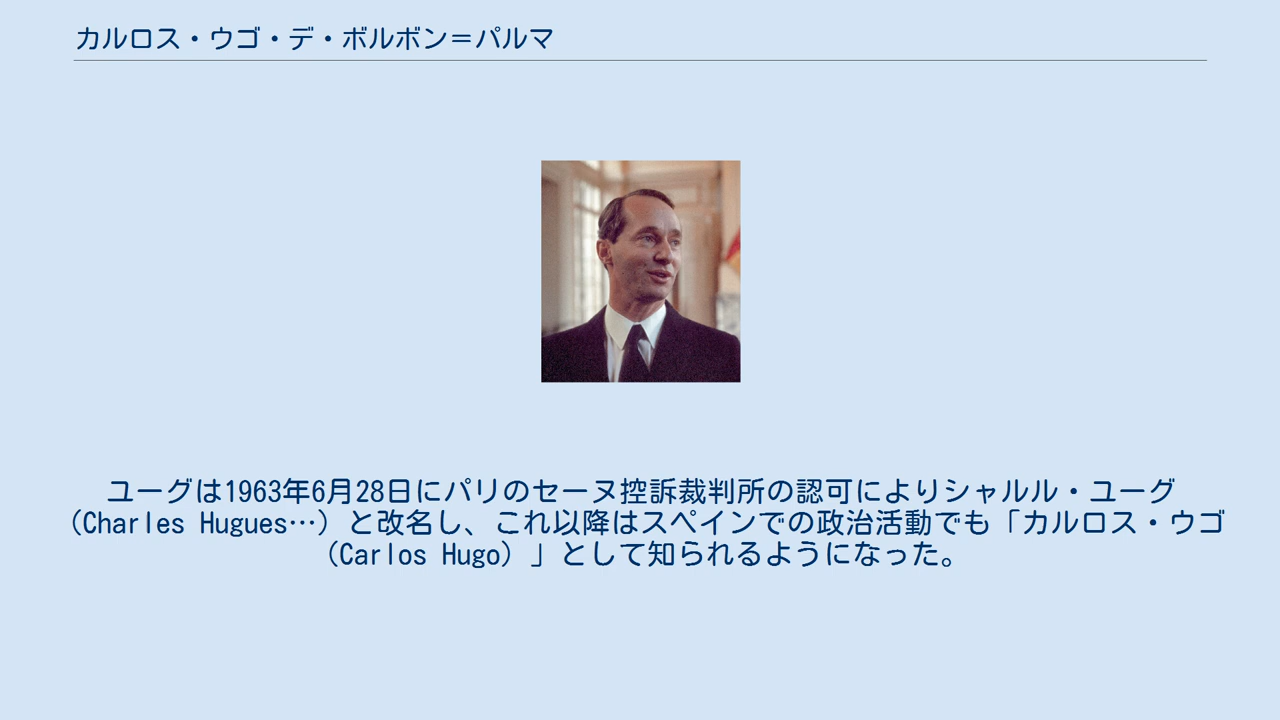 カルロス・ウゴ・デ・ボルボン＝パルマ
ユーグは1963年6月28日にパリのセーヌ控訴裁判所の認可によりシャルル・ユーグ
（Charles Hugues…）と改名し、これ以降はスペインでの政治活動でも「カルロス・ウゴ
（Carlos Hugo）」として知られるようになった。